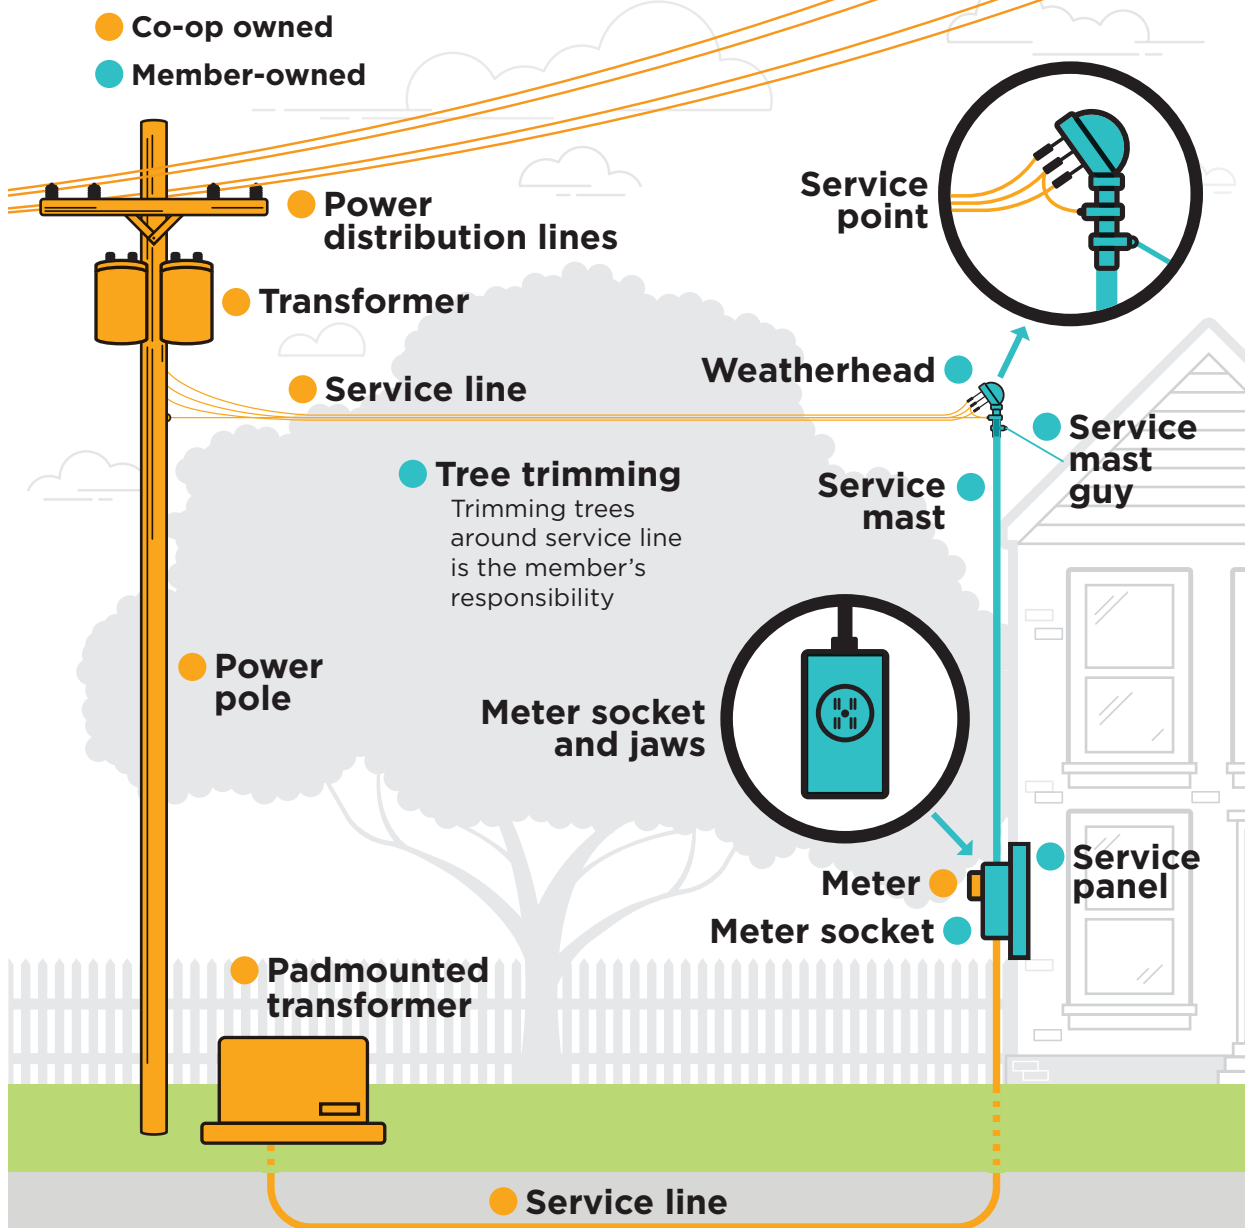 Co-op owned
Member-owned
Power
distribution lines
Service
point
Transformer
Weatherhead
Service line
Service
mast
guy
Tree trimming
Trimming trees
around service line
is the member’s
responsibility
Service
mast
Power
pole
Meter socket
and jaws
Meter
Service
panel
Meter socket
Padmounted
transformer
Service line